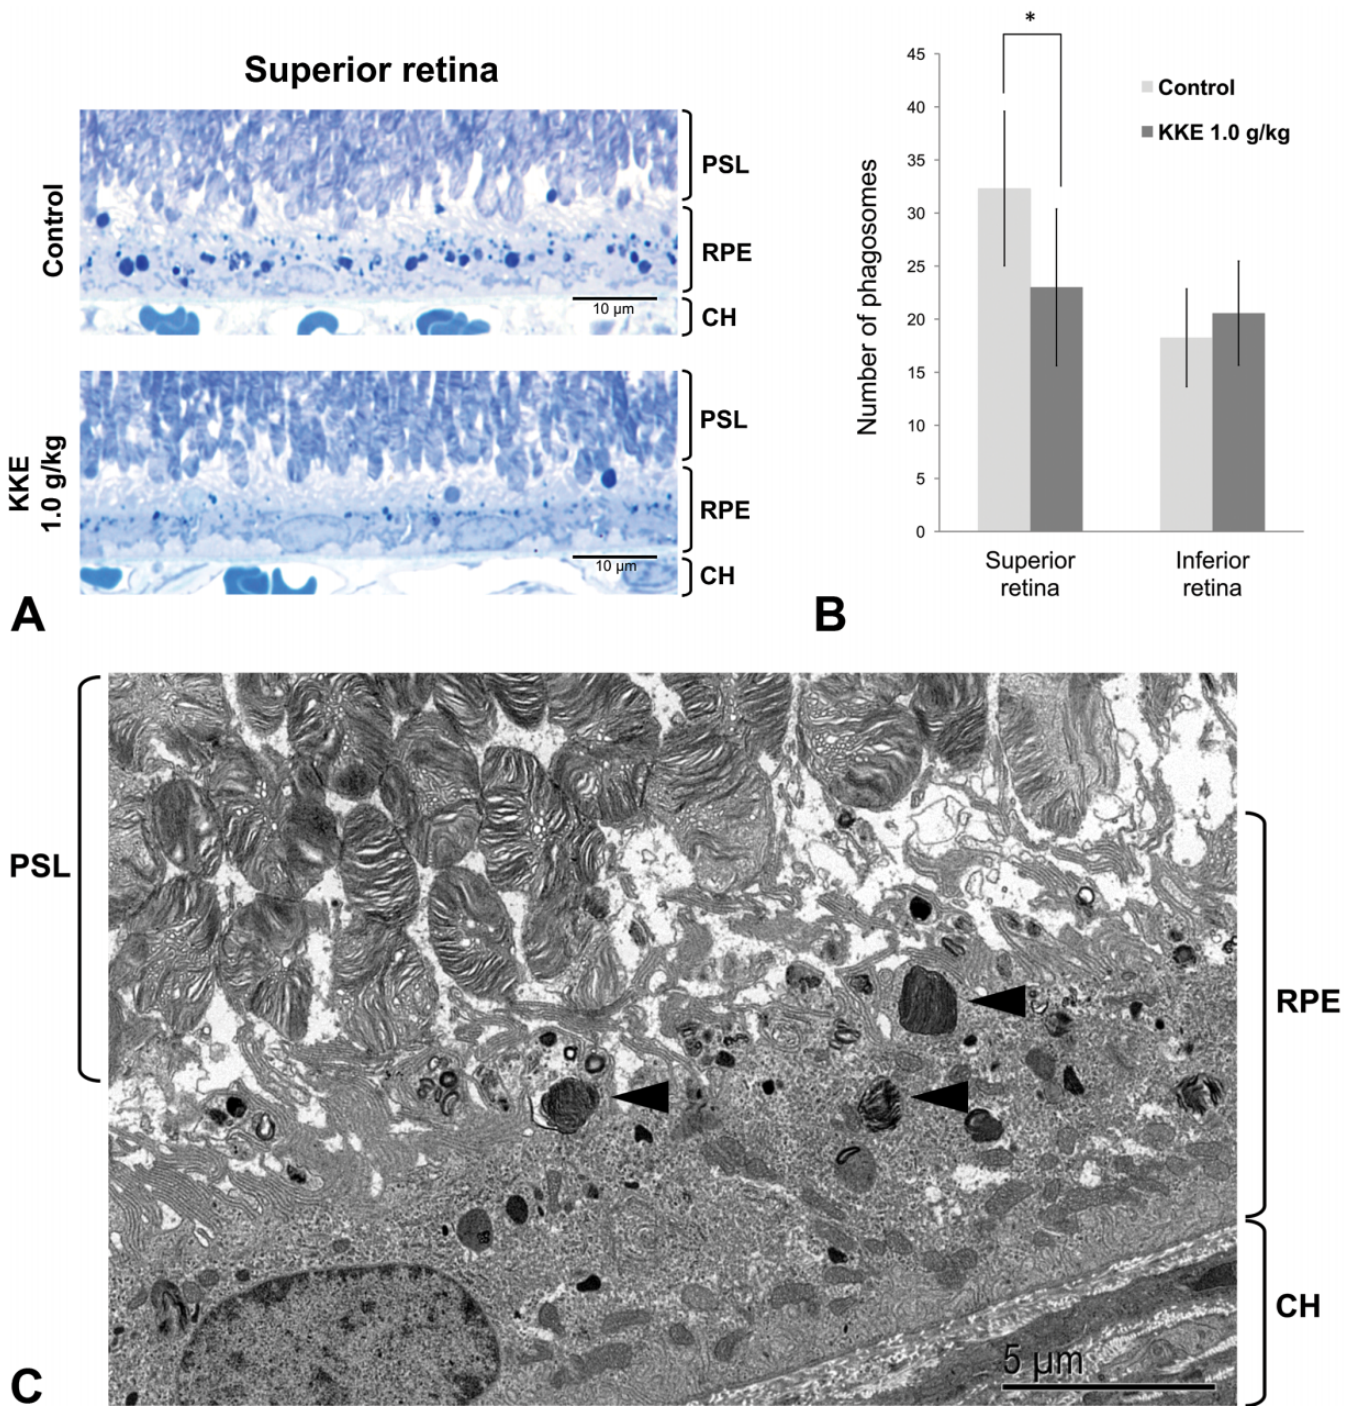 Superior retina
Control
PSL
RPE
10 µm
CH
KKE
1.0 g/kg
PSL
RPE
10 µm
CH
A
*
Number of phagosomes
45
40
35
30
25
20
15
10
5
0
Control
KKE 1.0 g/kg
Superior
retina
Inferior
retina
B
PSL
RPE
CH
5 µm
C